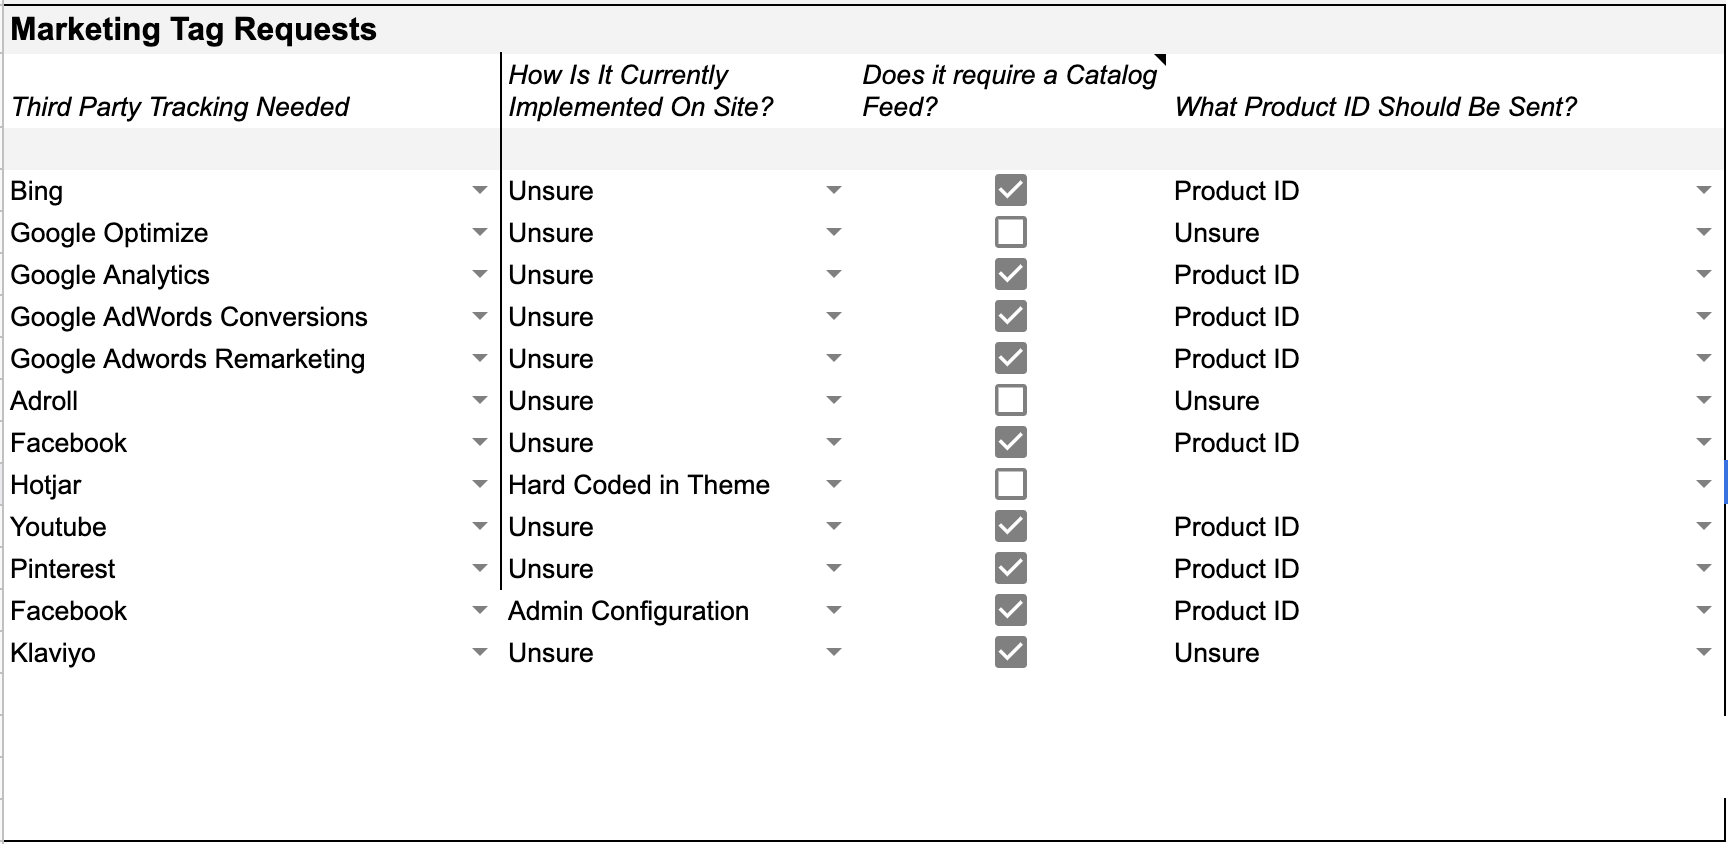 Marketing Tag Requests
Third Party Tracking Needed How Is It Currently Implemented On Site? Does it require a Catalog Feed? What Product ID Should Be Sent?
Bing Unsure Product ID
Google Optimize Unsure Unsure
Google Analytics Unsure Product ID
Google AdWords Conversions Unsure Product ID
Google Adwords Remarketing Unsure Product ID
Adroll Unsure Unsure
Facebook Unsure Product ID
Hotjar Hard Coded in Theme
Youtube Unsure Product ID
Pinterest Unsure Product ID
Facebook Admin Configuration Product ID
Klaviyo Unsure Unsure